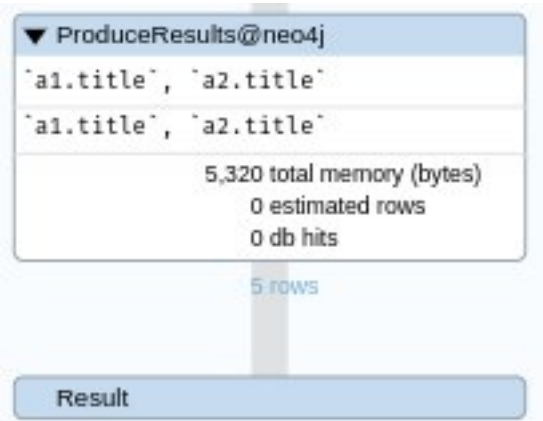 ▼ ProduceResults@neo4j
`a1.title`, `a2.title`
`a1.title`, `a2.title`
5,320 total memory (bytes)
0 estimated rows
0 db hits
5 rows
Result